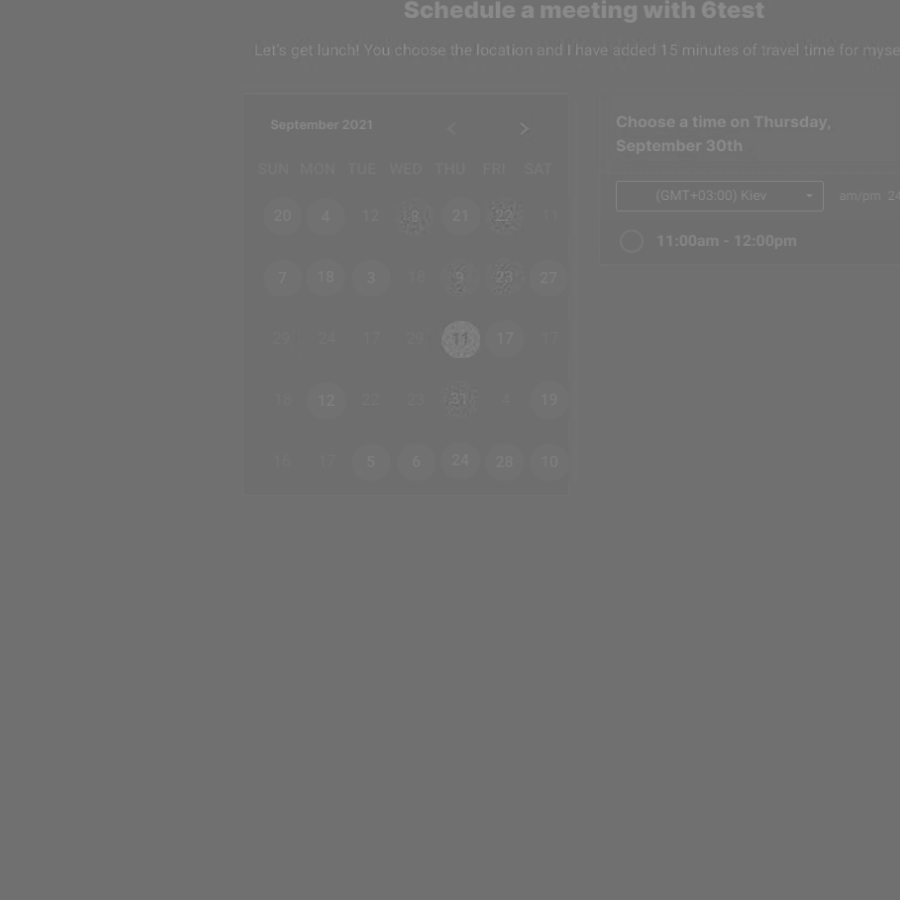 Schedule a meeting with 6test
Let's get lunch! You choose the location and I have added 15 minutes of travel time for myse
September 2021
SUN MON TUE WED THU FRI SAT
20 4 12 21 22 11
7 18 3 9 23 27
29 24 17 29 11 17 17
18 12 22 31 4 19
16 17 5 6 24 28 10
Choose a time on Thursday,
September 30th
(GMT+03:00) Kiev am/pm 24
11:00am - 12:00pm